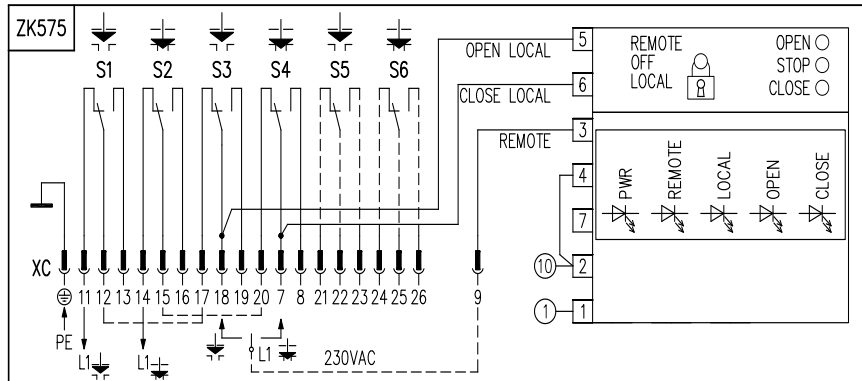 ZK575
S1 S2 S3 S4 S5 S6
OPEN LOCAL
CLOSE LOCAL
REMOTE
5
6
3
4
7
2
1
10
1
REMOTE
OFF
LOCAL
OPEN
STOP
CLOSE
PWR
REMOTE
LOCAL
OPEN
CLOSE
XC
11 12 13 14 15 16 17 18 19 20 7 8 21 22 23 24 25 26 9
PE
L1
L1
L1
230VAC